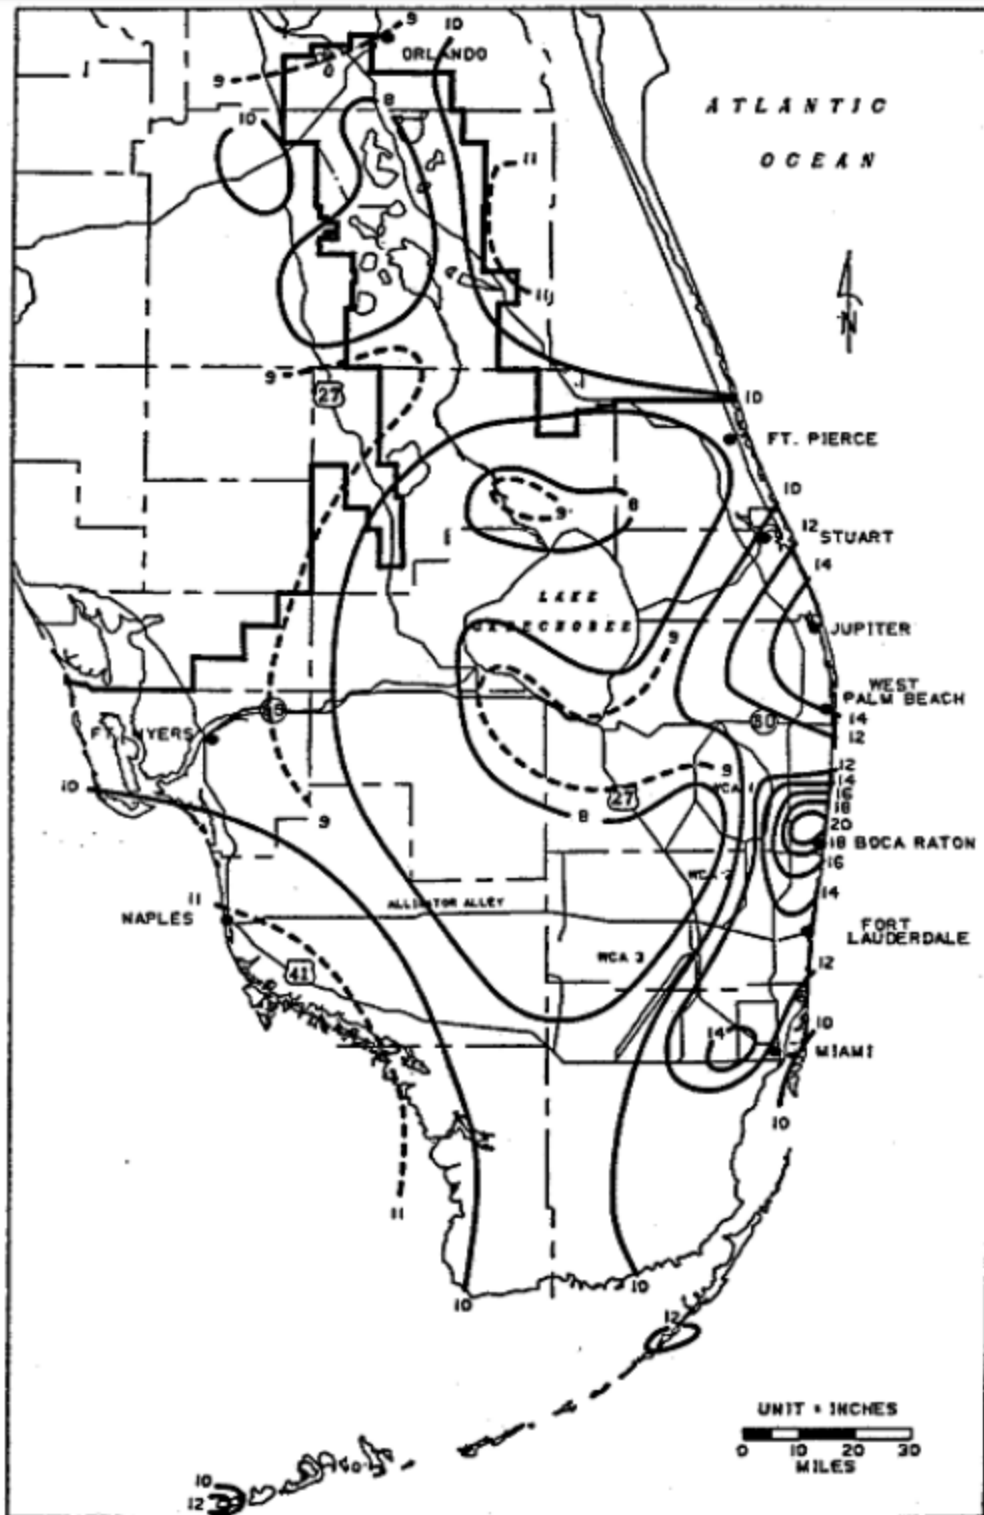 9
10
ORLANDO
9
8
ATLANTIC
10
OCEAN
11
11
N
9
27
10
FT. PIERCE
10
9
8
12
STUART
14
LAKE
OKEECHOBEE
9
JUPITER
WEST
PALM BEACH
80
14
FT. MYERS
12
10
9
12
14
WCA 1
16
27
18
9
8
20
18 BOCA RATON
16
WCA 2
14
11
ALLIGATOR ALLEY
NAPLES
FORT
LAUDERDALE
WCA 3
12
41
14
10
MIAMI
10
11
10
10
12
UNIT = INCHES
0 10 20 30
MILES
10
12